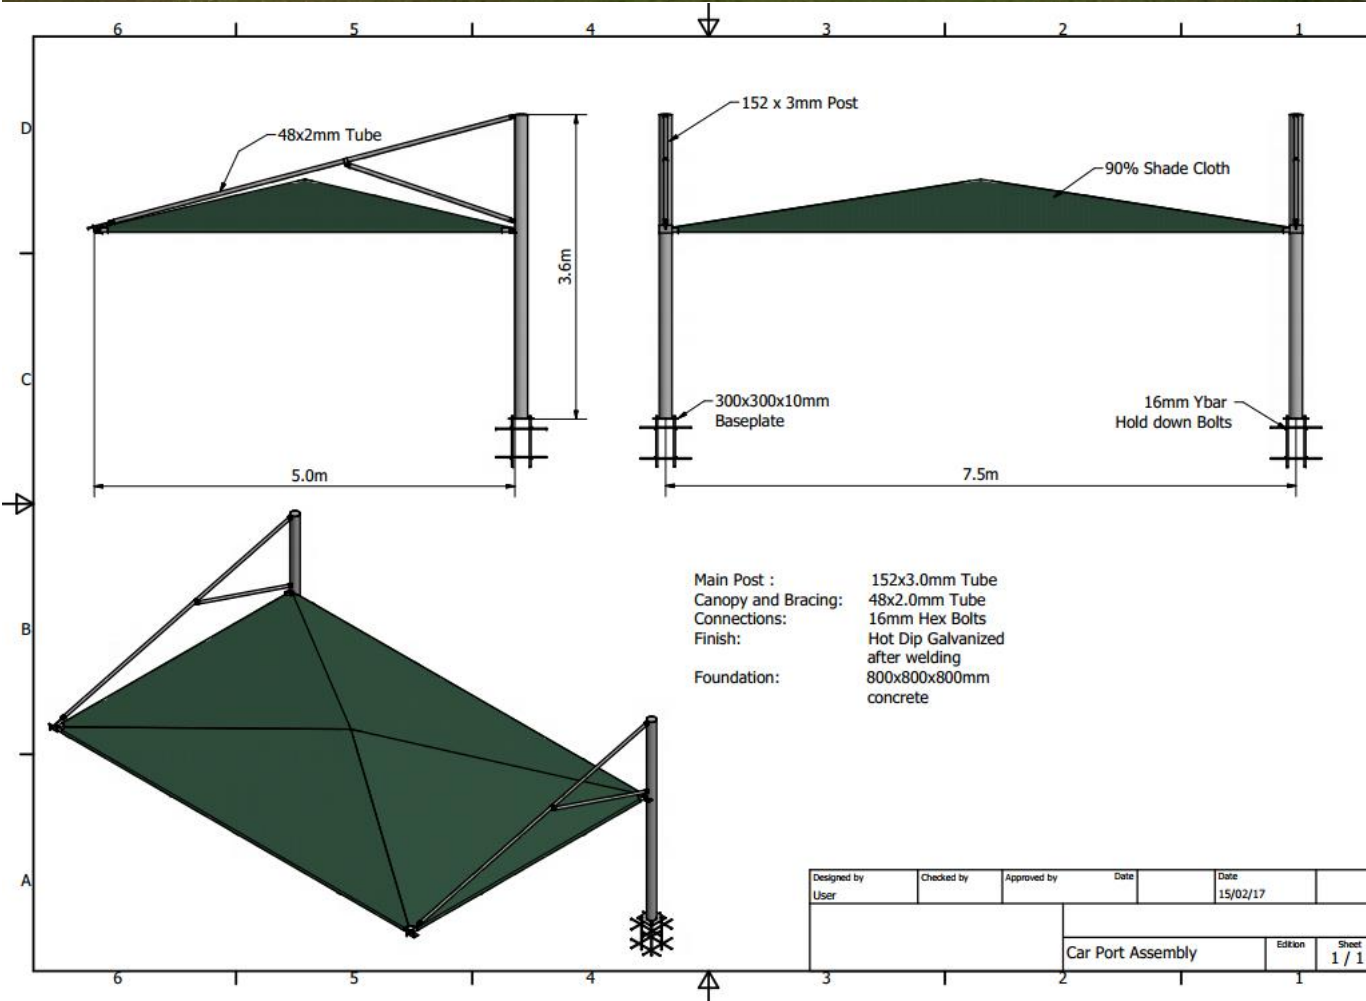 6 5 4 3 2 1
D
48x2mm Tube
152 x 3mm Post
90% Shade Cloth
3.6m
C
300x300x10mm
Baseplate
16mm Ybar
Hold down Bolts
5.0m
7.5m
B
Main Post : 152x3.0mm Tube
Canopy and Bracing: 48x2.0mm Tube
Connections: 16mm Hex Bolts
Finish: Hot Dip Galvanized
after welding
Foundation: 800x800x800mm
concrete
A
Designed by Checked by Approved by Date Date
User 15/02/17
Car Port Assembly Edition Sheet
1 / 1
6 5 4 3 2 1